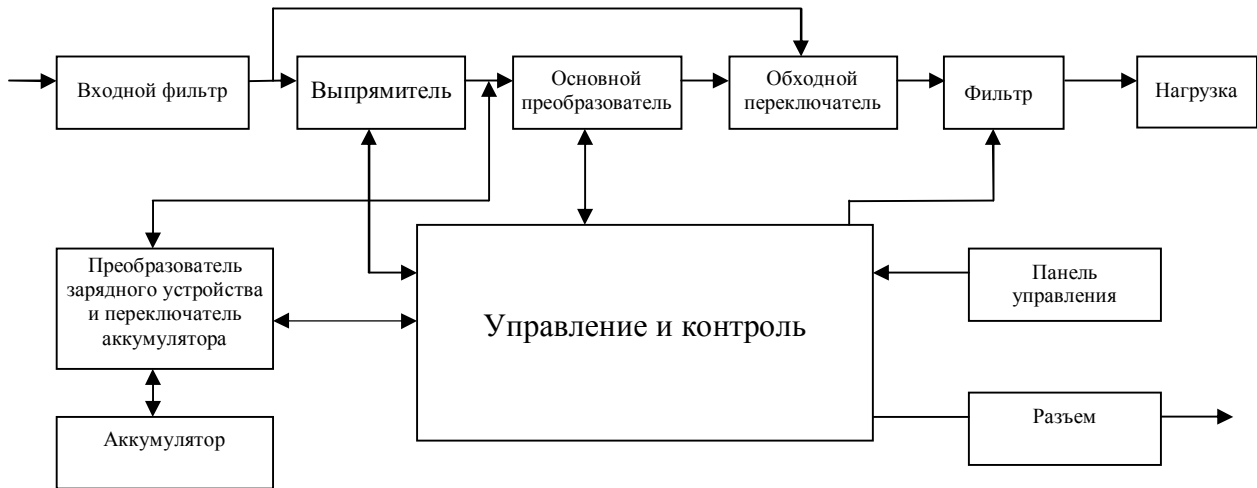 Входной фильтр
Выпрямитель
Основной
преобразователь
Обходной
переключатель
Фильтр
Нагрузка
Преобразователь
зарядного устройства
и переключатель
аккумулятора
Управление и контроль
Панель
управления
Аккумулятор
Разъем